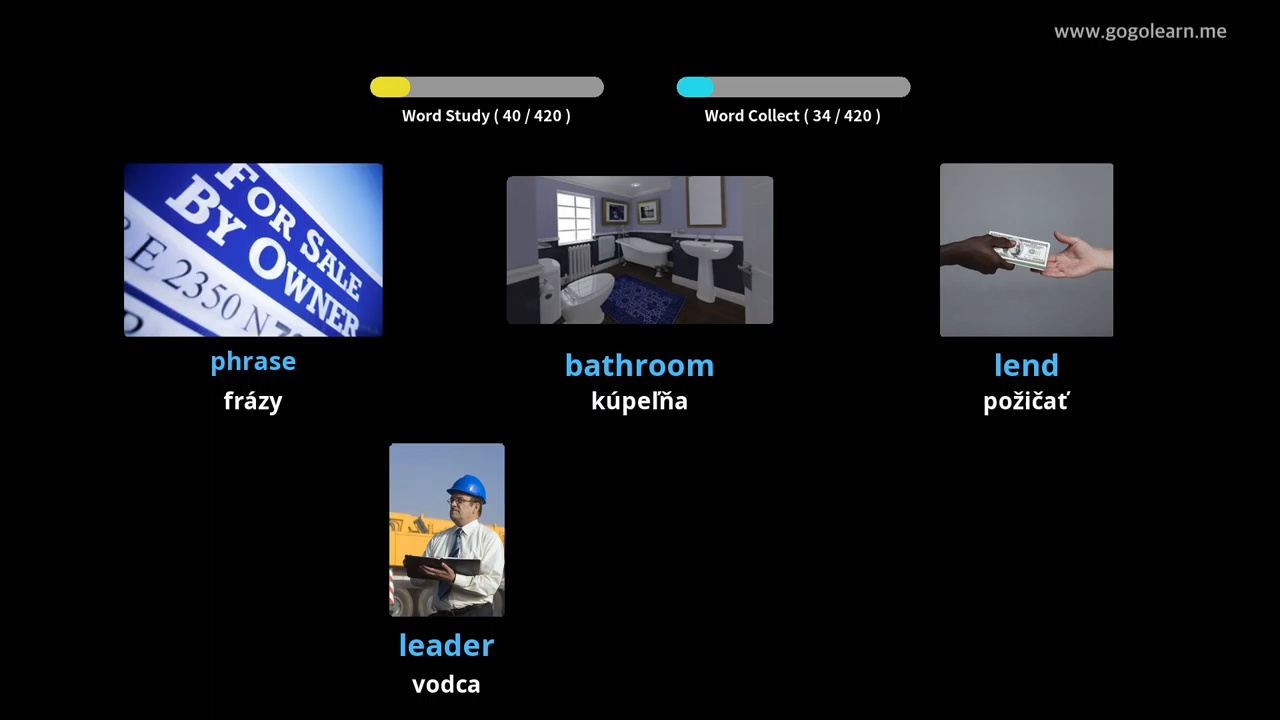 www.gogolearn.me
Word Study ( 40 / 420 )
Word Collect ( 34 / 420 )
FOR SALE
BY OWNER
E 2350 N
phrase
frázy
bathroom
kúpeľňa
lend
požičať
leader
vodca